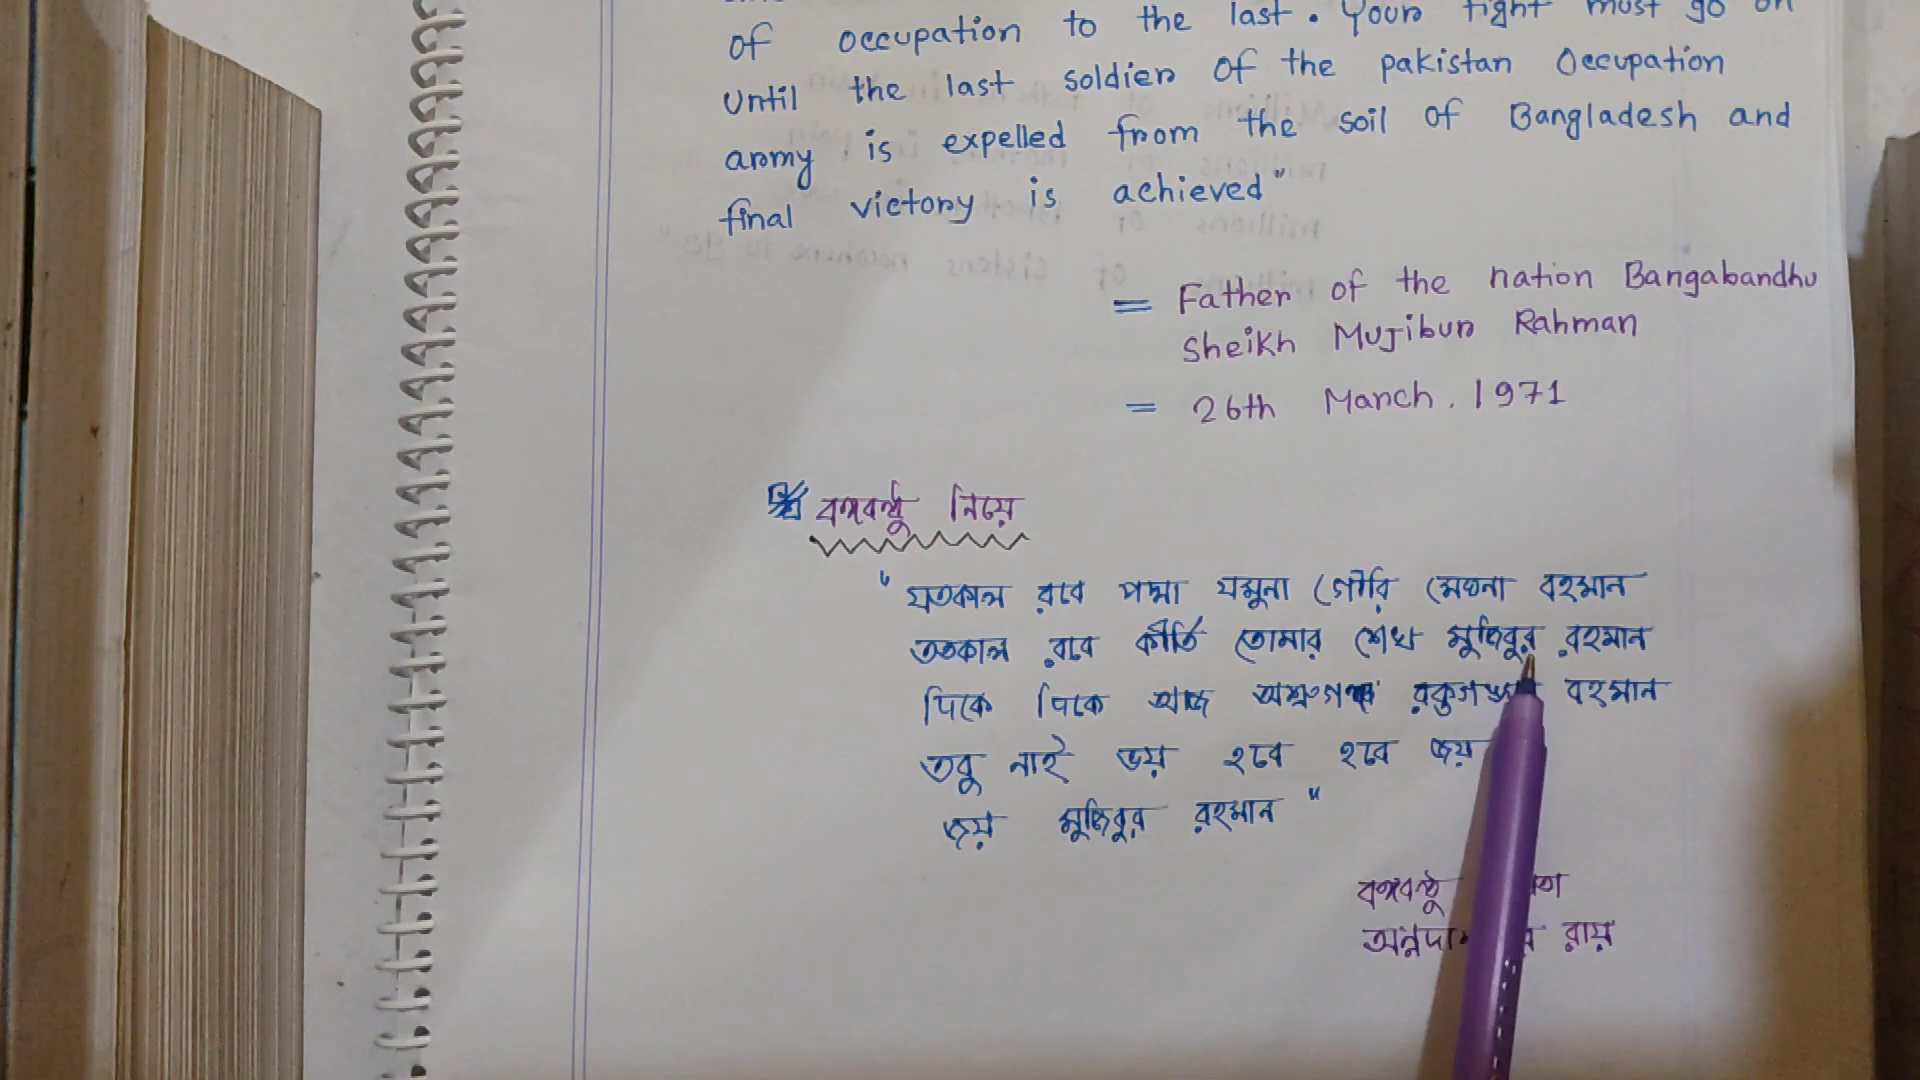 of occupation to the last. Your fight must go on
until the last soldier of the pakistan Occupation
army is expelled from the soil of Bangladesh and
final victory is achieved"
= Father of the nation Bangabandhu
Sheikh Mujibur Rahman
= 26th March. 1971
বঙ্গবন্ধু নিয়ে
" যতকাল রবে পদ্মা যমুনা গৌরি মেঘনা বহমান
ততকাল রবে কীর্তি তোমার শেখ মুজিবুর রহমান
দিকে দিকে আজ অশ্রুগঙ্গা রক্তগঙ্গা বহমান
তবু নাই ভয় হবে হবে জয়
জয় মুজিবুর রহমান "
বঙ্গবন্ধু
রায়